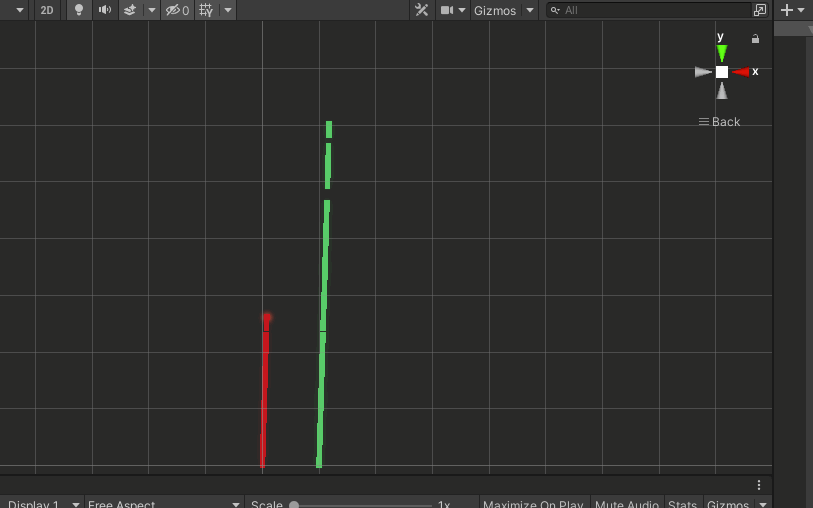 2D 0 Gizmos All
y
x
Back
Display 1 Free Aspect Scale 1x Maximize On Play Mute Audio Stats Gizmos